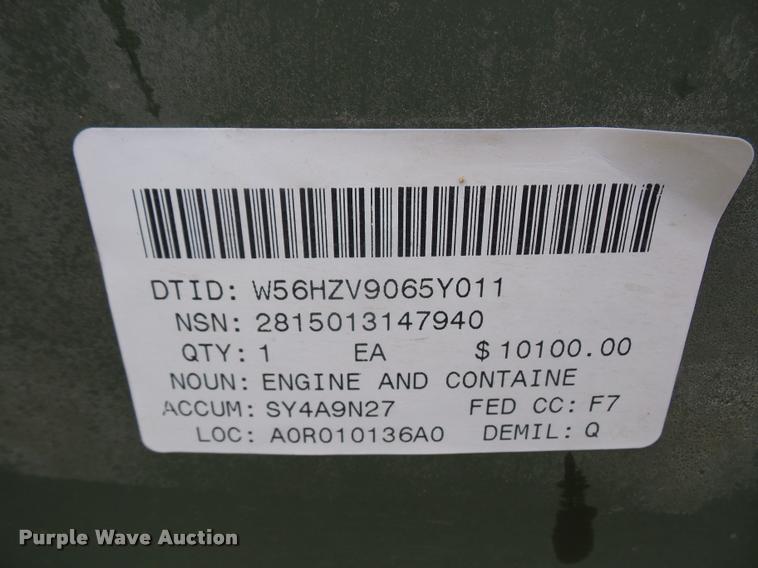 DTID: W56HZV9065Y011
NSN: 2815013147940
QTY: 1 EA $ 10100.00
NOUN: ENGINE AND CONTAINE
ACCUM: SY4A9N27 FED CC: F7
LOC: A0R010136A0 DEMIL: Q
Purple Wave Auction